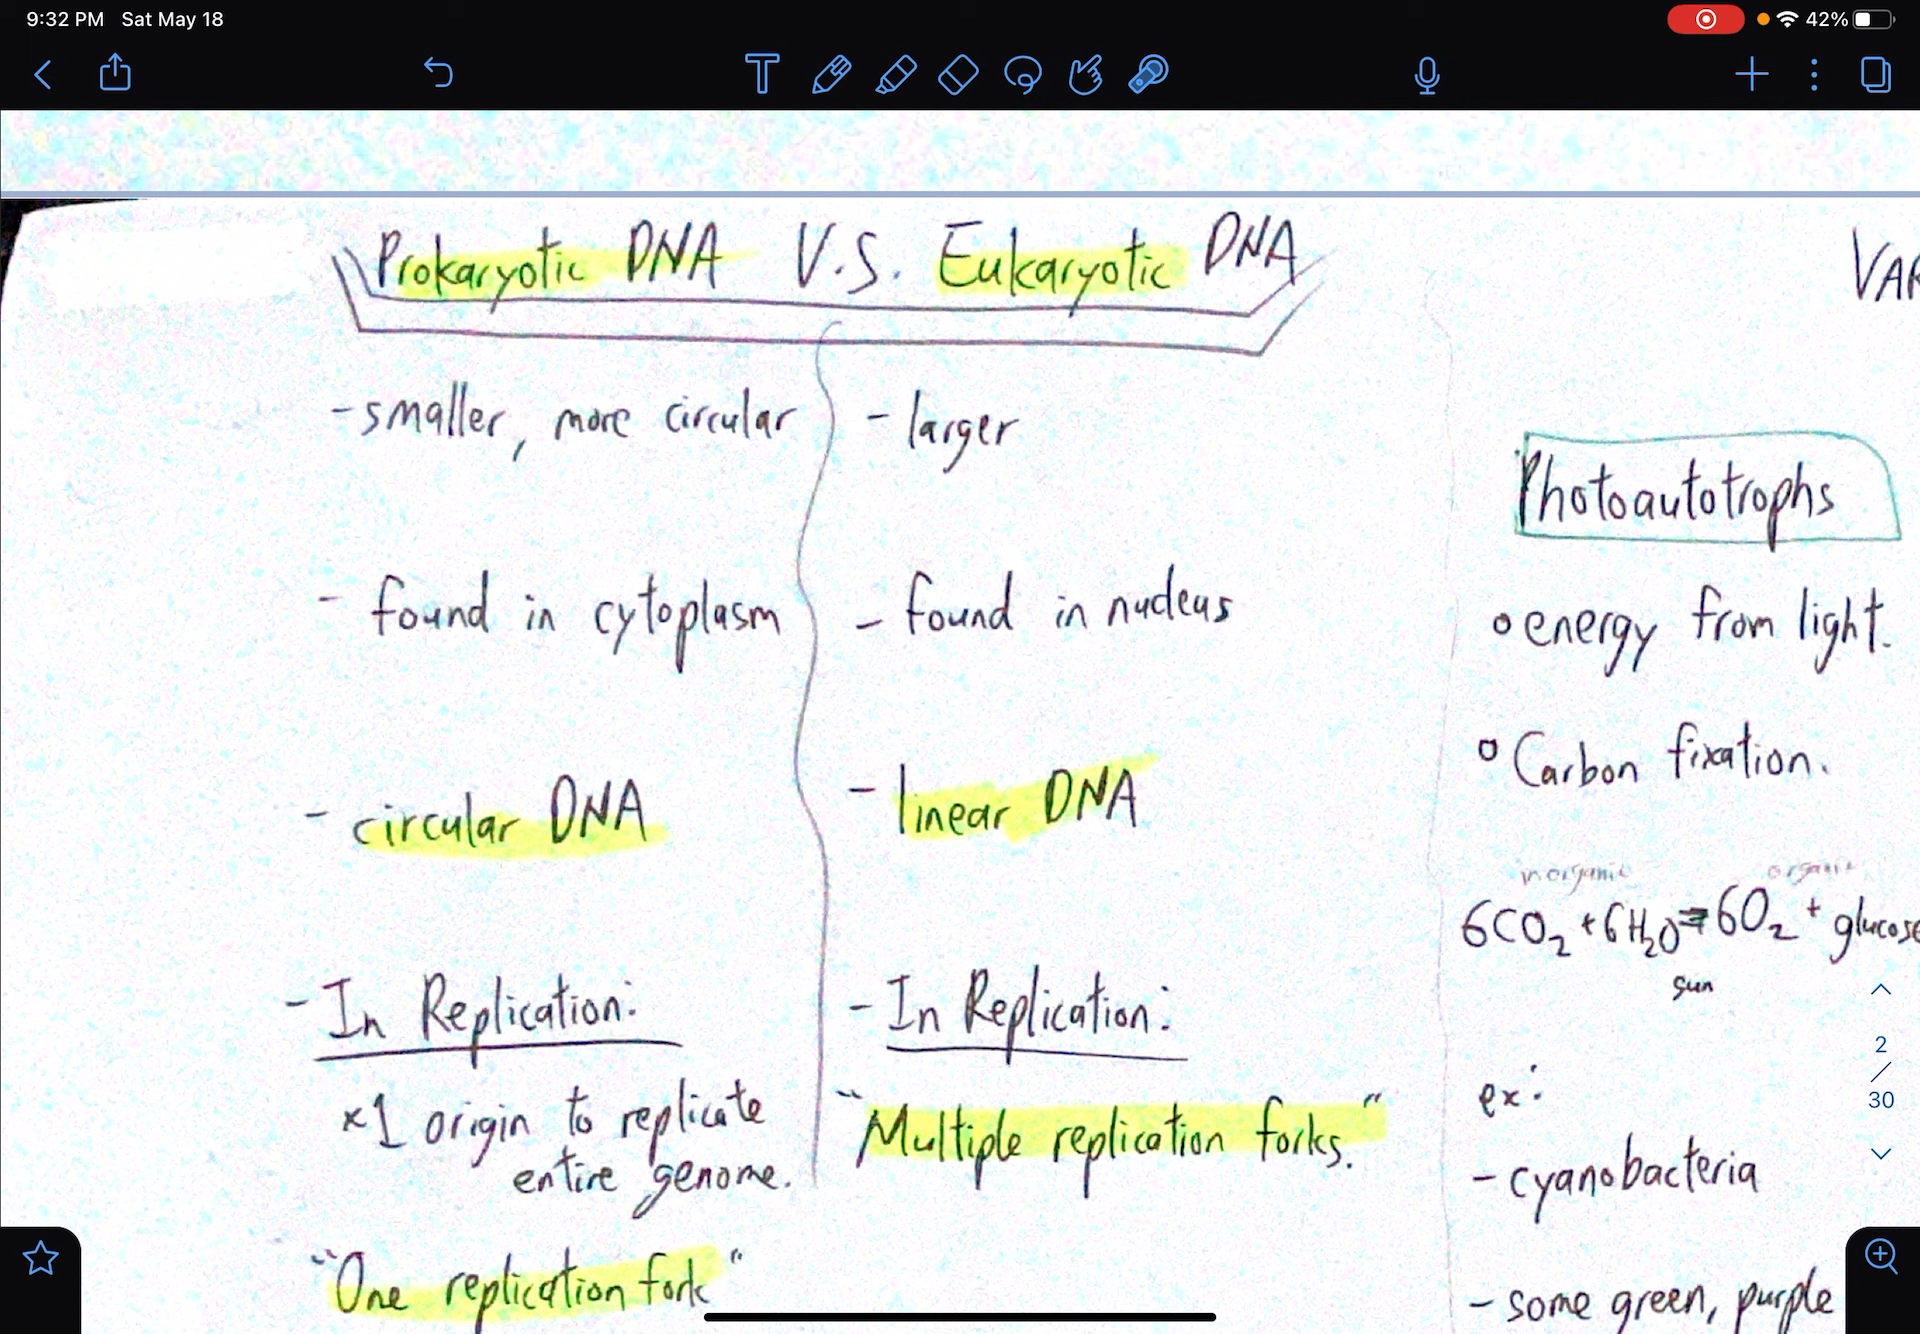 9:32 PM Sat May 18
42%
Prokaryotic DNA V.S. Eukaryotic DNA
- smaller, more circular
- found in cytoplasm
- circular DNA
- In Replication:
x1 origin to replicate
entire genome.
"One replication fork"
- larger
- found in nucleus
- linear DNA
- In Replication:
"Multiple replication forks."
VAR
Photoautotrophs
o energy from light.
o Carbon fixation.
inorganic organic
6CO₂ + 6H₂O → 6O₂ + glucose
sun
ex:
- cyanobacteria
- some green, purple
2
/
30